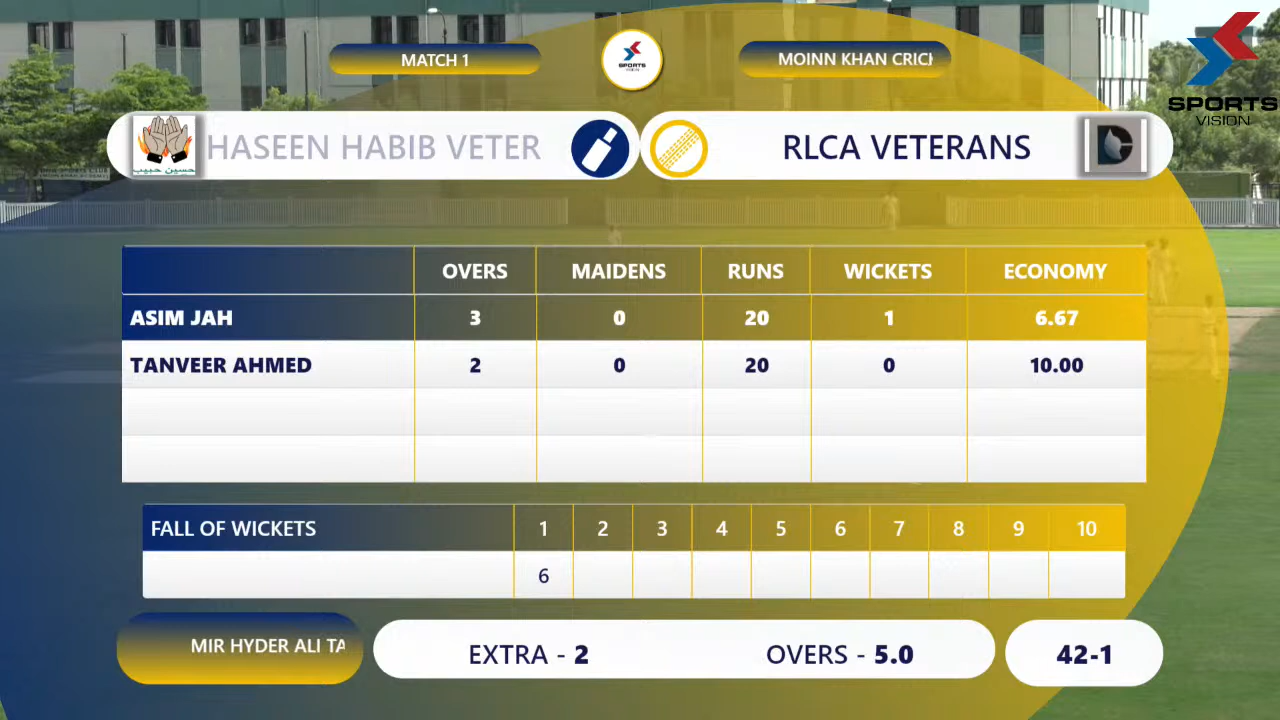 MATCH 1
SPORTS
VISION
MOINN KHAN CRICK
SPORTS
VISION
حسین حبیب
HASEEN HABIB VETER
RLCA VETERANS
OVERS MAIDENS RUNS WICKETS ECONOMY
ASIM JAH 3 0 20 1 6.67
TANVEER AHMED 2 0 20 0 10.00
FALL OF WICKETS 1 2 3 4 5 6 7 8 9 10
6
MIR HYDER ALI TA
EXTRA - 2 OVERS - 5.0 42-1